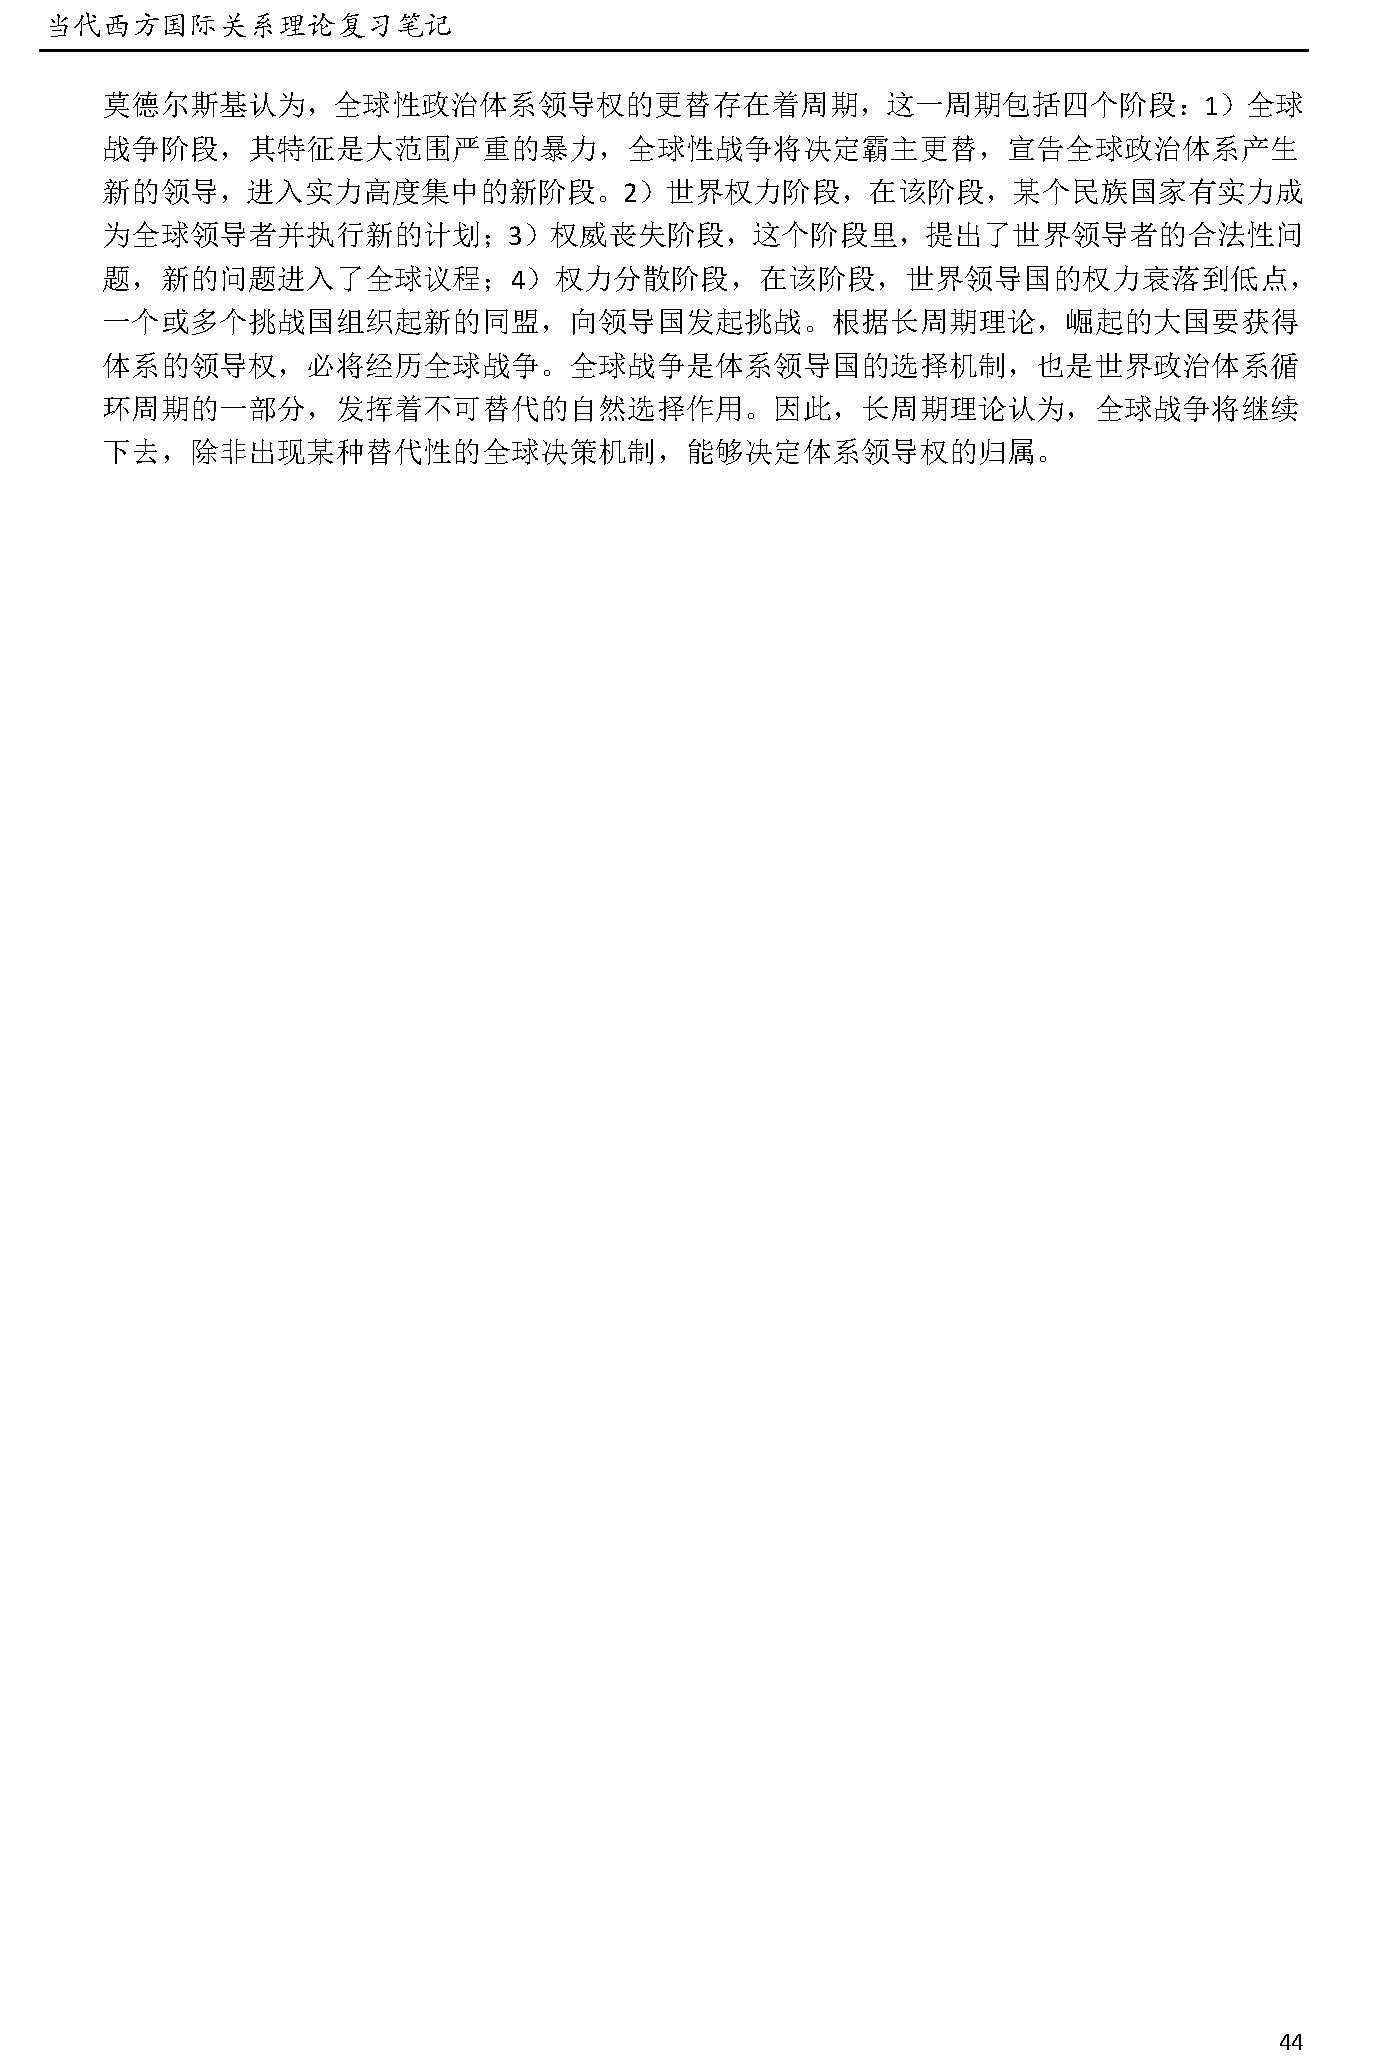 当代西方国际关系理论复习笔记
莫德尔斯基认为，全球性政治体系领导权的更替存在着周期，这一周期包括四个阶段：1）全球
战争阶段，其特征是大范围严重的暴力，全球性战争将决定霸主更替，宣告全球政治体系产生
新的领导，进入实力高度集中的新阶段。2）世界权力阶段，在该阶段，某个民族国家有实力成
为全球领导者并执行新的计划；3）权威丧失阶段，这个阶段里，提出了世界领导者的合法性问
题，新的问题进入了全球议程；4）权力分散阶段，在该阶段，世界领导国的权力衰落到低点，
一个或多个挑战国组织起新的同盟，向领导国发起挑战。根据长周期理论，崛起的大国要获得
体系的领导权，必将经历全球战争。全球战争是体系领导国的选择机制，也是世界政治体系循
环周期的一部分，发挥着不可替代的自然选择作用。因此，长周期理论认为，全球战争将继续
下去，除非出现某种替代性的全球决策机制，能够决定体系领导权的归属。
44